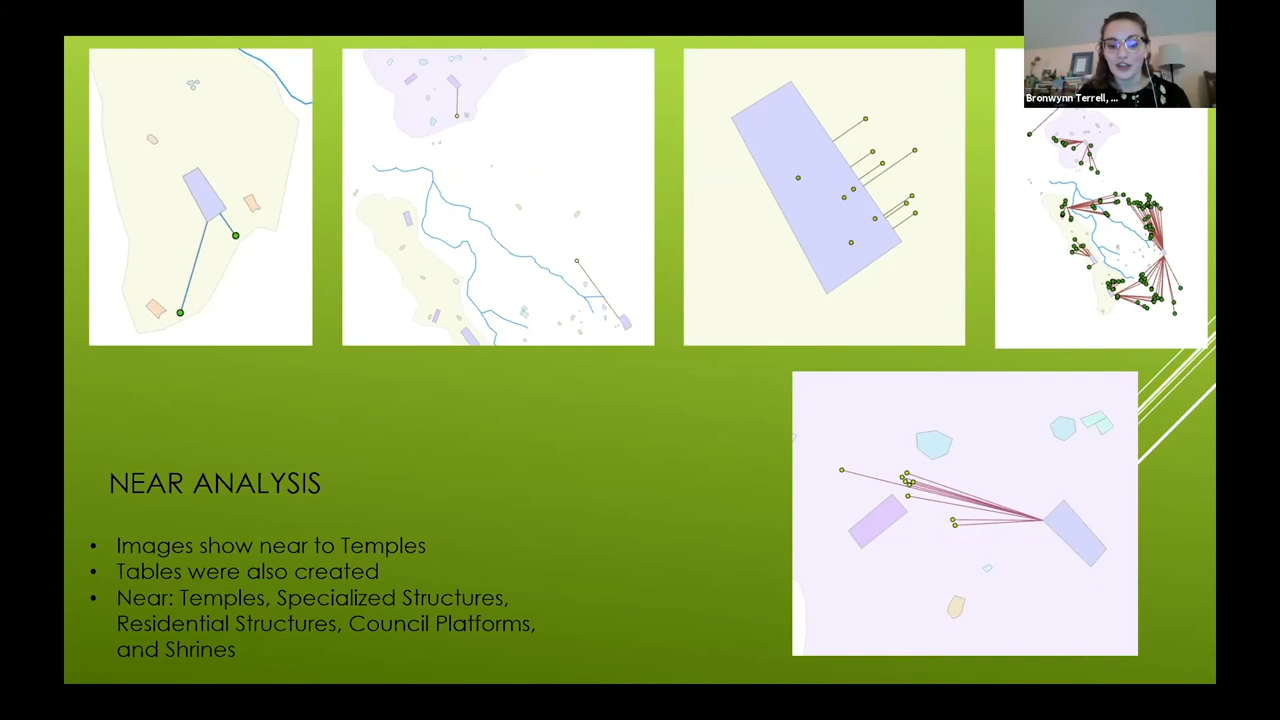 Bronwynn Terrell, ...
NEAR ANALYSIS
• Images show near to Temples
• Tables were also created
• Near: Temples, Specialized Structures,
Residential Structures, Council Platforms,
and Shrines